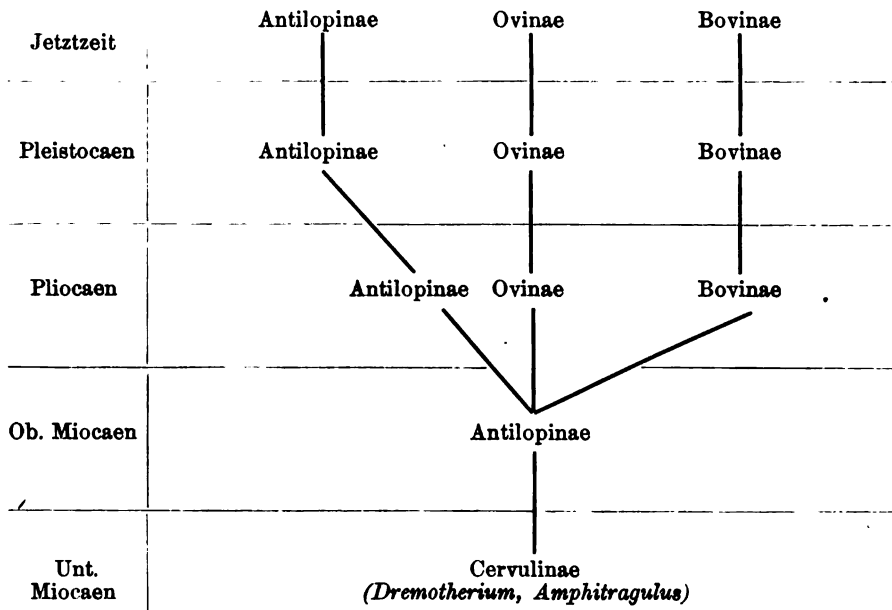 Jetztzeit Antilopinae Ovinae Bovinae
Pleistocaen Antilopinae Ovinae Bovinae
Pliocaen Antilopinae Ovinae Bovinae
Ob. Miocaen Antilopinae
Unt. Cervulinae
Miocaen (Dremotherium, Amphitragulus)